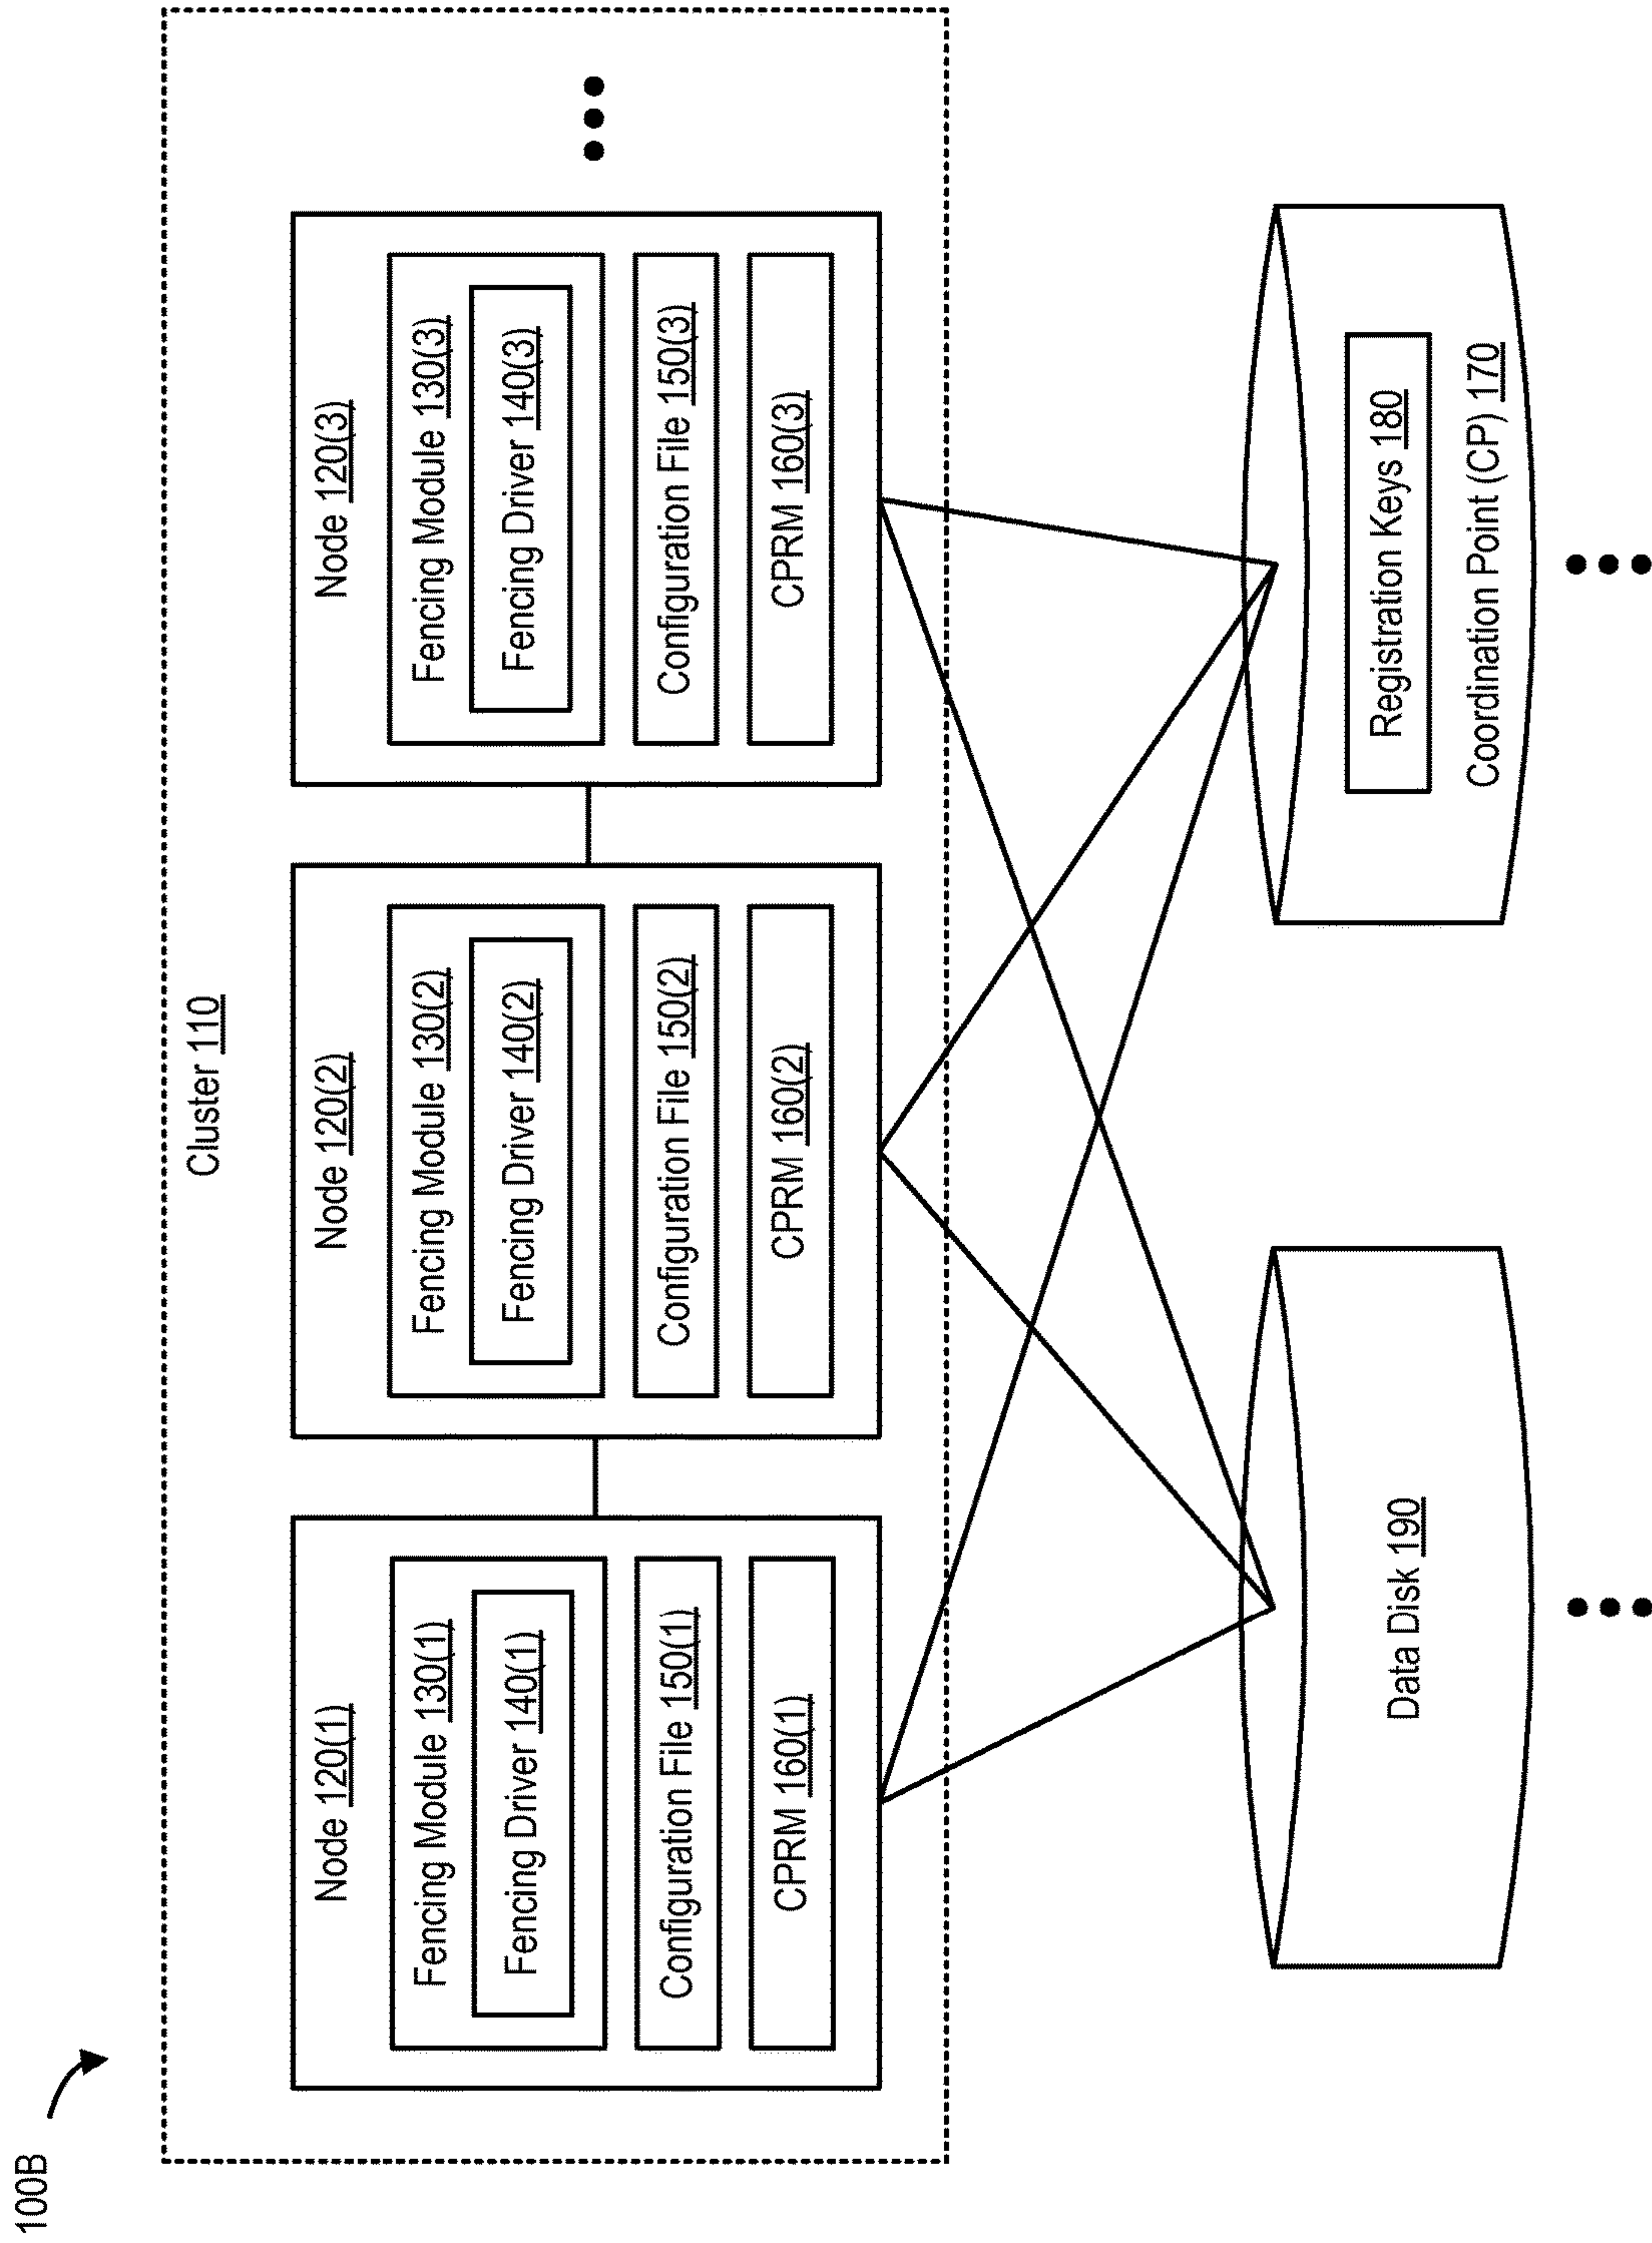 100B
Cluster 110
Node 120(1)
Fencing Module 130(1)
Fencing Driver 140(1)
Configuration File 150(1)
CPRM 160(1)
Node 120(2)
Fencing Module 130(2)
Fencing Driver 140(2)
Configuration File 150(2)
CPRM 160(2)
Node 120(3)
Fencing Module 130(3)
Fencing Driver 140(3)
Configuration File 150(3)
CPRM 160(3)
Data Disk 190
Registration Keys 180
Coordination Point (CP) 170